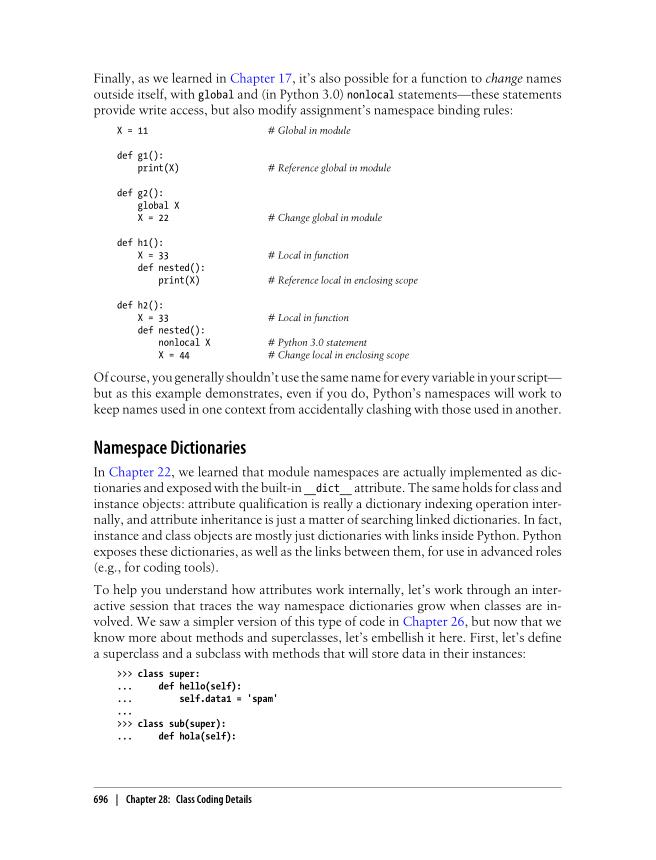 Finally, as we learned in Chapter 17, it's also possible for a function to change names
outside itself, with global and (in Python 3.0) nonlocal statements—these statements
provide write access, but also modify assignment's namespace binding rules:
X = 11 # Global in module
def g1():
print(X) # Reference global in module
def g2():
global X
X = 22 # Change global in module
def h1():
X = 33 # Local in function
def nested():
print(X) # Reference local in enclosing scope
def h2():
X = 33 # Local in function
def nested():
nonlocal X # Python 3.0 statement
X = 44 # Change local in enclosing scope
Of course, you generally shouldn't use the same name for every variable in your script—
but as this example demonstrates, even if you do, Python's namespaces will work to
keep names used in one context from accidentally clashing with those used in another.
Namespace Dictionaries
In Chapter 22, we learned that module namespaces are actually implemented as dic-
tionaries and exposed with the built-in __dict__ attribute. The same holds for class and
instance objects: attribute qualification is really a dictionary indexing operation inter-
nally, and attribute inheritance is just a matter of searching linked dictionaries. In fact,
instance and class objects are mostly just dictionaries with links inside Python. Python
exposes these dictionaries, as well as the links between them, for use in advanced roles
(e.g., for coding tools).
To help you understand how attributes work internally, let's work through an inter-
active session that traces the way namespace dictionaries grow when classes are in-
volved. We saw a simpler version of this type of code in Chapter 26, but now that we
know more about methods and superclasses, let's embellish it here. First, let's define
a superclass and a subclass with methods that will store data in their instances:
>>> class super:
... def hello(self):
... self.data1 = 'spam'
...
>>> class sub(super):
... def hola(self):
696 | Chapter 28: Class Coding Details